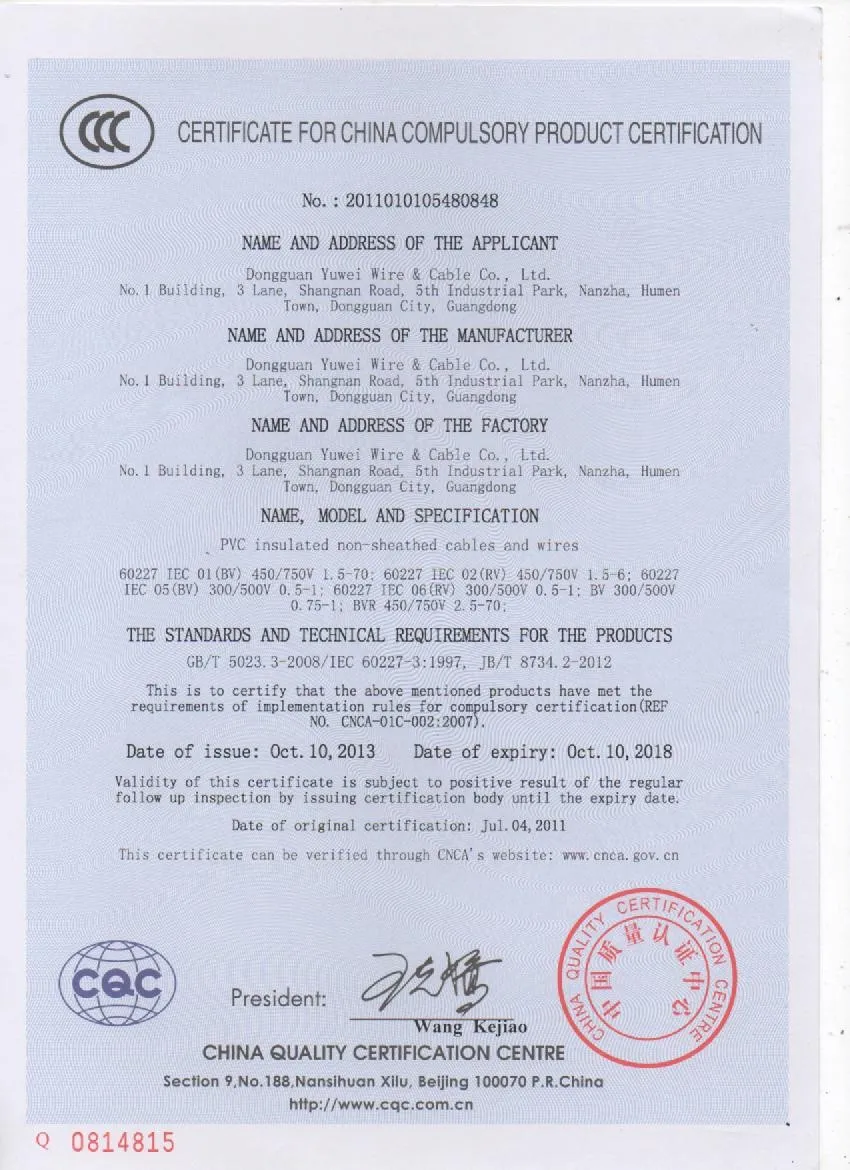 CCC
CERTIFICATE FOR CHINA COMPULSORY PRODUCT CERTIFICATION
No. : 2011010105480848
NAME AND ADDRESS OF THE APPLICANT
Dongguan Yuwei Wire & Cable Co., Ltd.
No.1 Building, 3 Lane, Shangnan Road, 5th Industrial Park, Nanzha, Humen
Town, Dongguan City, Guangdong
NAME AND ADDRESS OF THE MANUFACTURER
Dongguan Yuwei Wire & Cable Co., Ltd.
No.1 Building, 3 Lane, Shangnan Road, 5th Industrial Park, Nanzha, Humen
Town, Dongguan City, Guangdong
NAME AND ADDRESS OF THE FACTORY
Dongguan Yuwei Wire & Cable Co., Ltd.
No.1 Building, 3 Lane, Shangnan Road, 5th Industrial Park, Nanzha, Humen
Town, Dongguan City, Guangdong
NAME, MODEL AND SPECIFICATION
PVC insulated non-sheathed cables and wires
60227 IEC 01(BV) 450/750V 1.5-70; 60227 IEC 02(RV) 450/750V 1.5-6; 60227
IEC 05(BV) 300/500V 0.5-1; 60227 IEC 06(RV) 300/500V 0.5-1; BV 300/500V
0.75-1; BVR 450/750V 2.5-70;
THE STANDARDS AND TECHNICAL REQUIREMENTS FOR THE PRODUCTS
GB/T 5023.3-2008/IEC 60227-3:1997, JB/T 8734.2-2012
This is to certify that the above mentioned products have met the
requirements of implementation rules for compulsory certification(REF
NO. CNCA-01C-002:2007).
Date of issue: Oct.10,2013 Date of expiry: Oct.10,2018
Validity of this certificate is subject to positive result of the regular
follow up inspection by issuing certification body until the expiry date.
Date of original certification: Jul.04,2011
This certificate can be verified through CNCA's website: www.cnca.gov.cn
CQC
President:
Wang Kejiao
CHINA QUALITY CERTIFICATION CENTRE
中国质量认证中心
CHINA QUALITY CERTIFICATION CENTRE
Section 9,No.188,Nansihuan Xilu, Beijing 100070 P.R.China
http://www.cqc.com.cn
Q 0814815